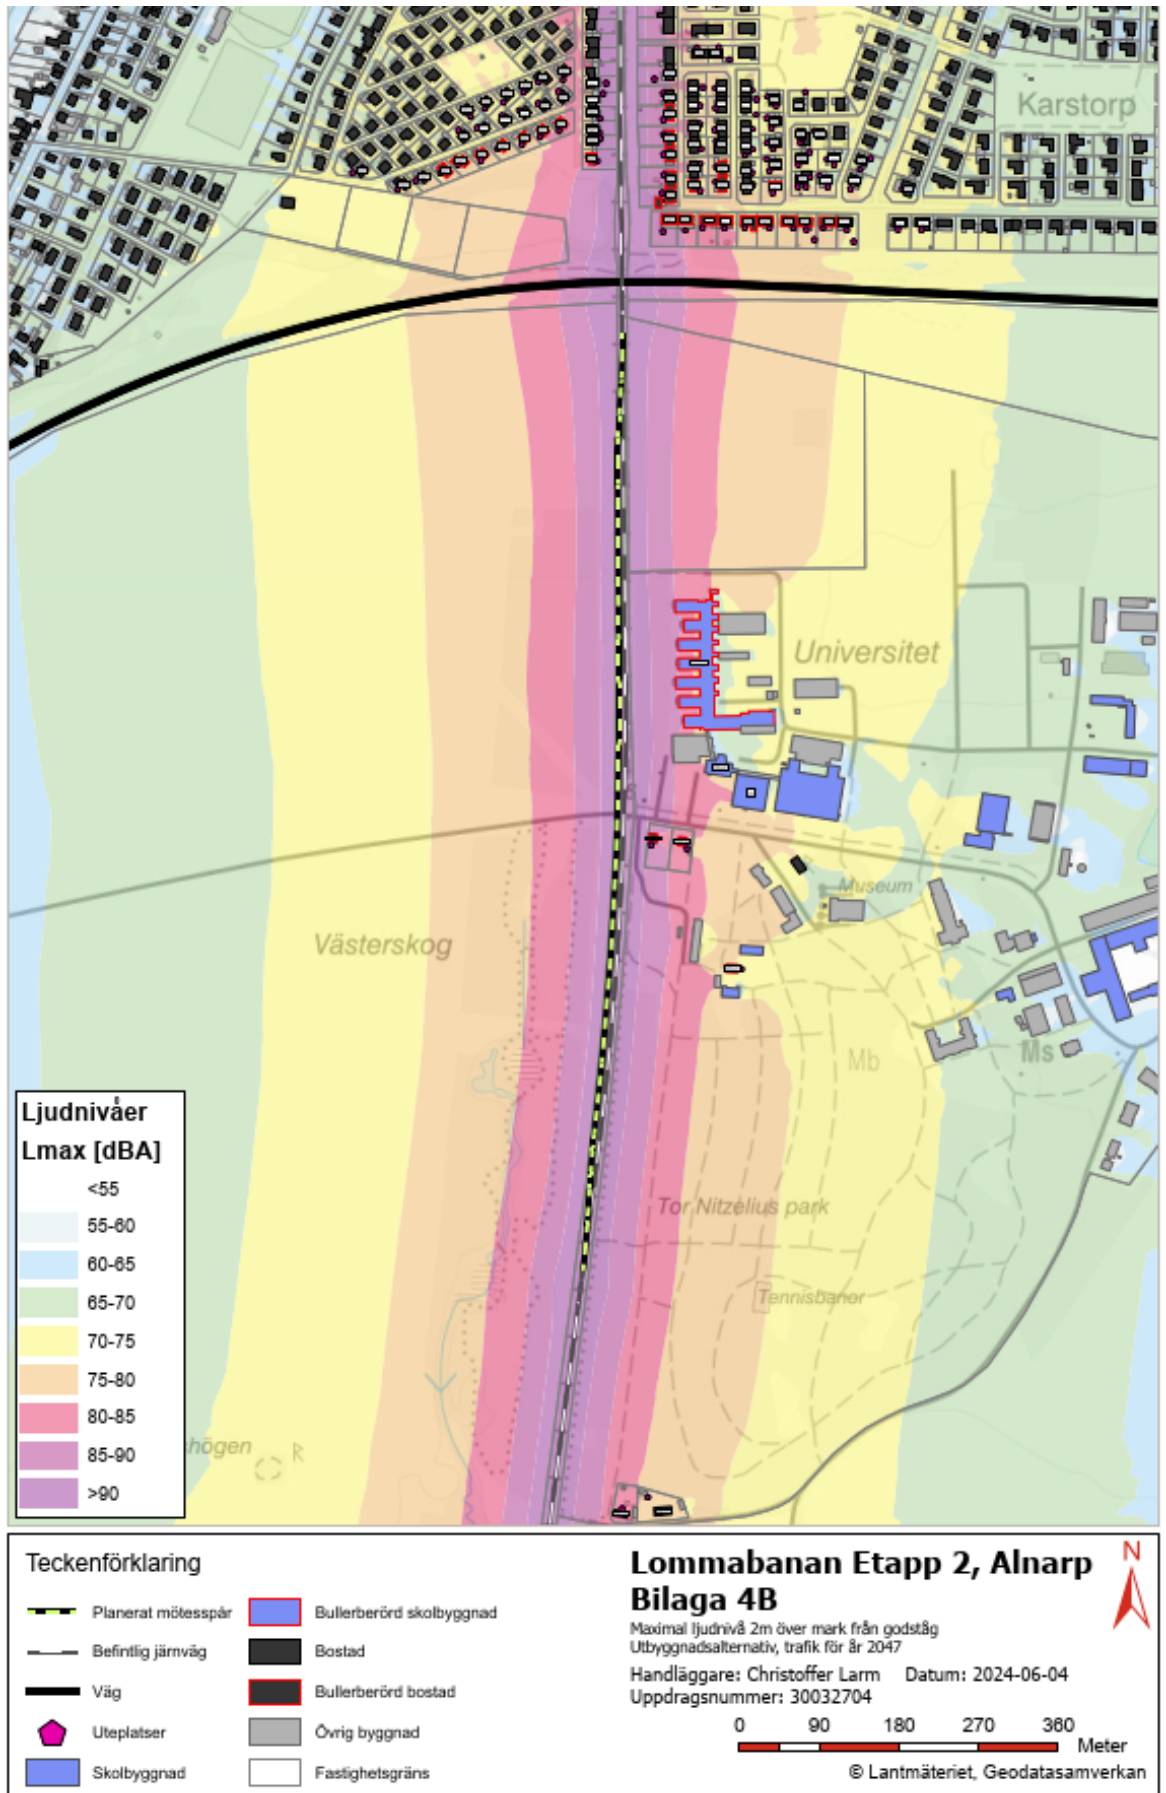 Karstorp
Universitet
Museum
Västerskog
Mb
Ms
Tor Nitzelius park
Tennisbanor
högen
R
Ljudnivåer
Lmax [dBA]
<55
55-60
60-65
65-70
70-75
75-80
80-85
85-90
>90
Teckenförklaring
Planerat mötesspår
Befintlig järnväg
Väg
Uteplatser
Skolbyggnad
Bullerberörd skolbyggnad
Bostad
Bullerberörd bostad
Övrig byggnad
Fastighetsgräns
Lommabanan Etapp 2, Alnarp
Bilaga 4B
Maximal ljudnivå 2m över mark från godståg
Utbyggnadsalternativ, trafik för år 2047
Handläggare: Christoffer Larm Datum: 2024-06-04
Uppdragsnummer: 30032704
N
0 90 180 270 360
Meter
© Lantmäteriet, Geodatasamverkan